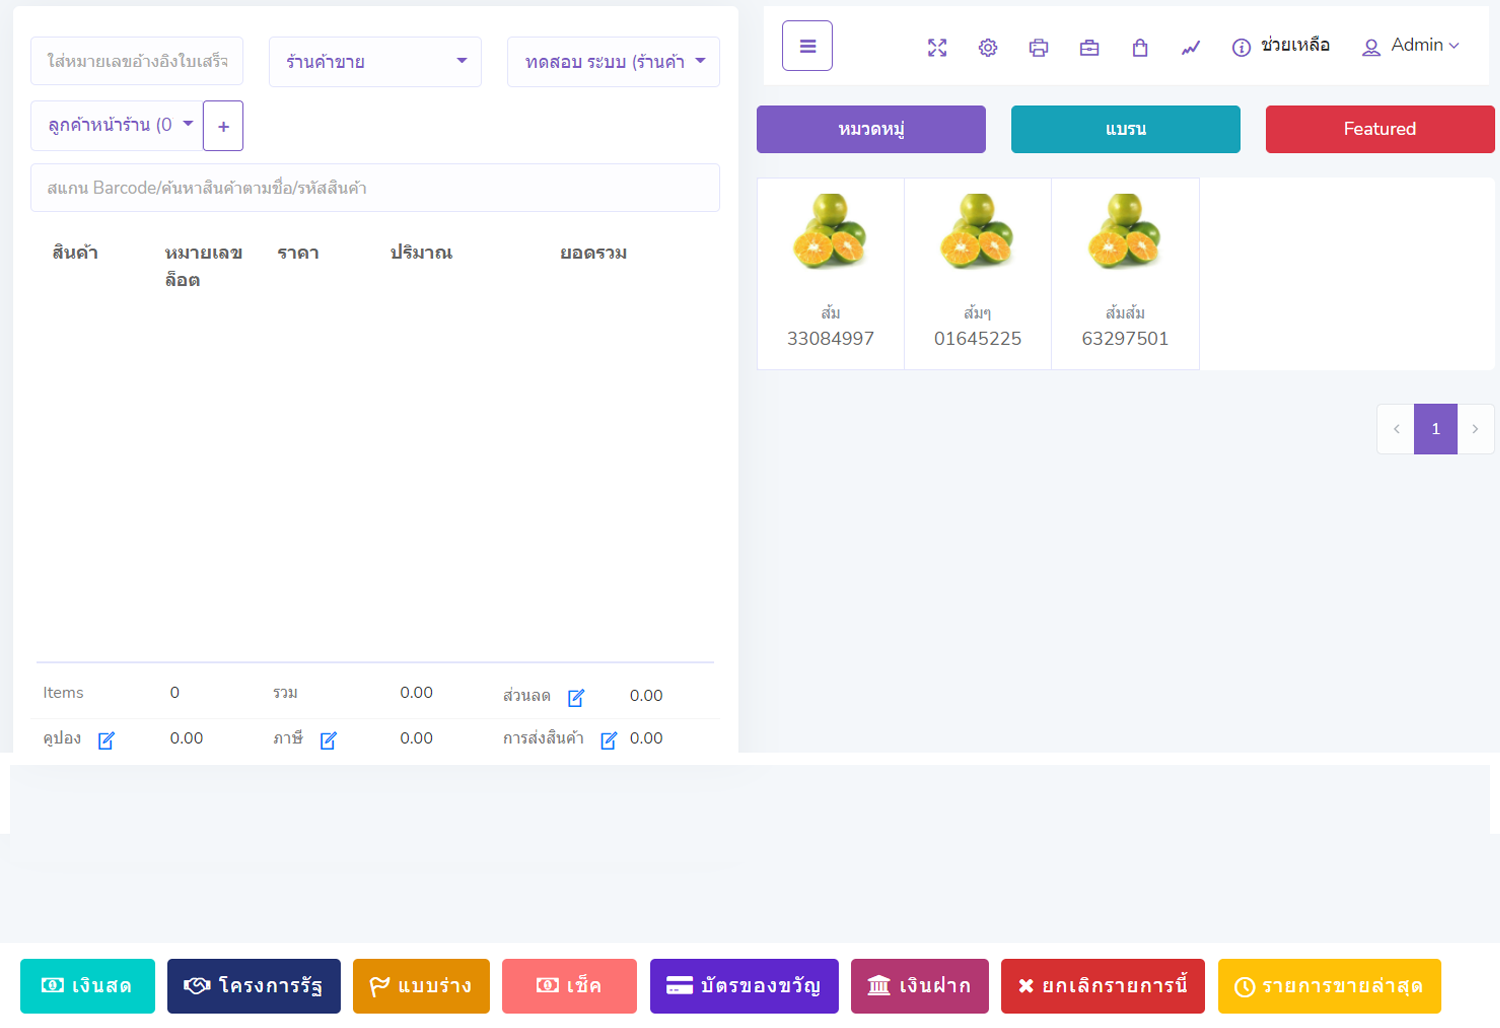 ใส่หมายเลขอ้างอิงใบเสร็จ
ร้านค้าขาย
ทดสอบ ระบบ (ร้านค้า
ช่วยเหลือ
Admin
ลูกค้าหน้าร้าน (0
+
หมวดหมู่
แบรน
Featured
สแกน Barcode/ค้นหาสินค้าตามชื่อ/รหัสสินค้า
สินค้า
หมายเลข
ล็อต
ราคา
ปริมาณ
ยอดรวม
ส้ม
33084997
ส้มๆ
01645225
ส้มส้ม
63297501
‹ 1 ›
Items 0 รวม 0.00 ส่วนลด 0.00
คูปอง 0.00 ภาษี 0.00 การส่งสินค้า 0.00
เงินสด
โครงการรัฐ
แบบร่าง
เช็ค
บัตรของขวัญ
เงินฝาก
ยกเลิกรายการนี้
รายการขายล่าสุด